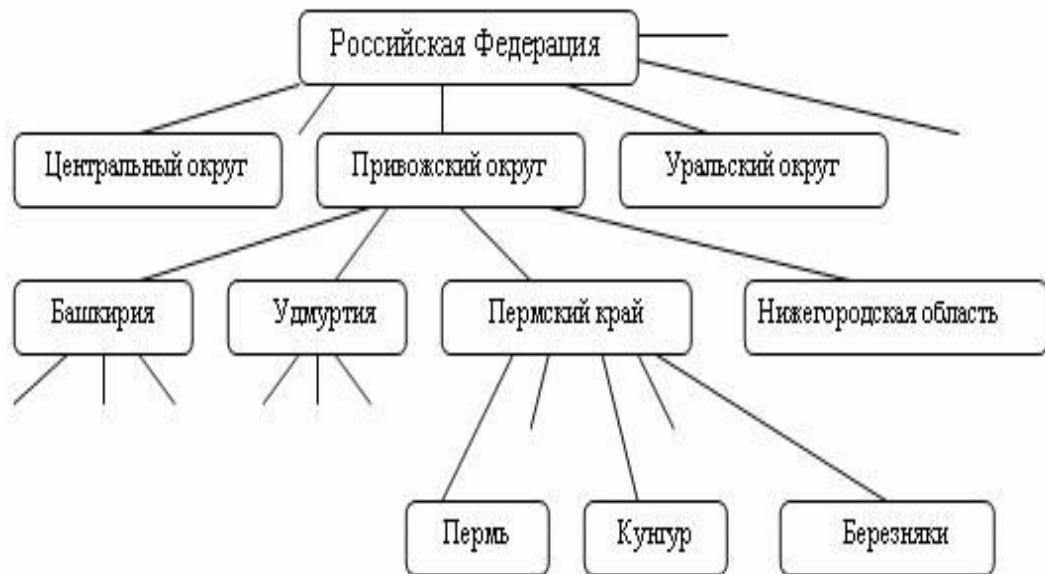 Российская Федерация
Центральный округ
Привожский округ
Уральский округ
Башкирия
Удмуртия
Пермский край
Нижегородская область
Пермь
Кунгур
Березняки